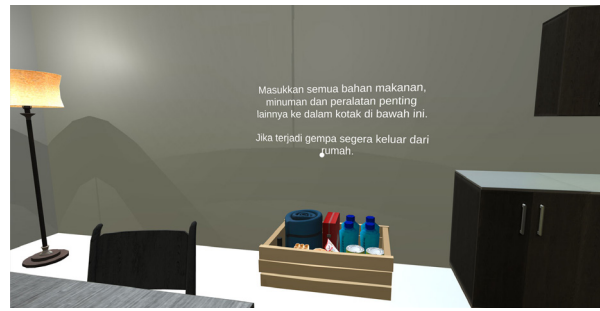 Masukkan semua bahan makanan,
minuman dan peralatan penting
lainnya ke dalam kotak di bawah ini.
Jika terjadi gempa segera keluar dari
rumah.